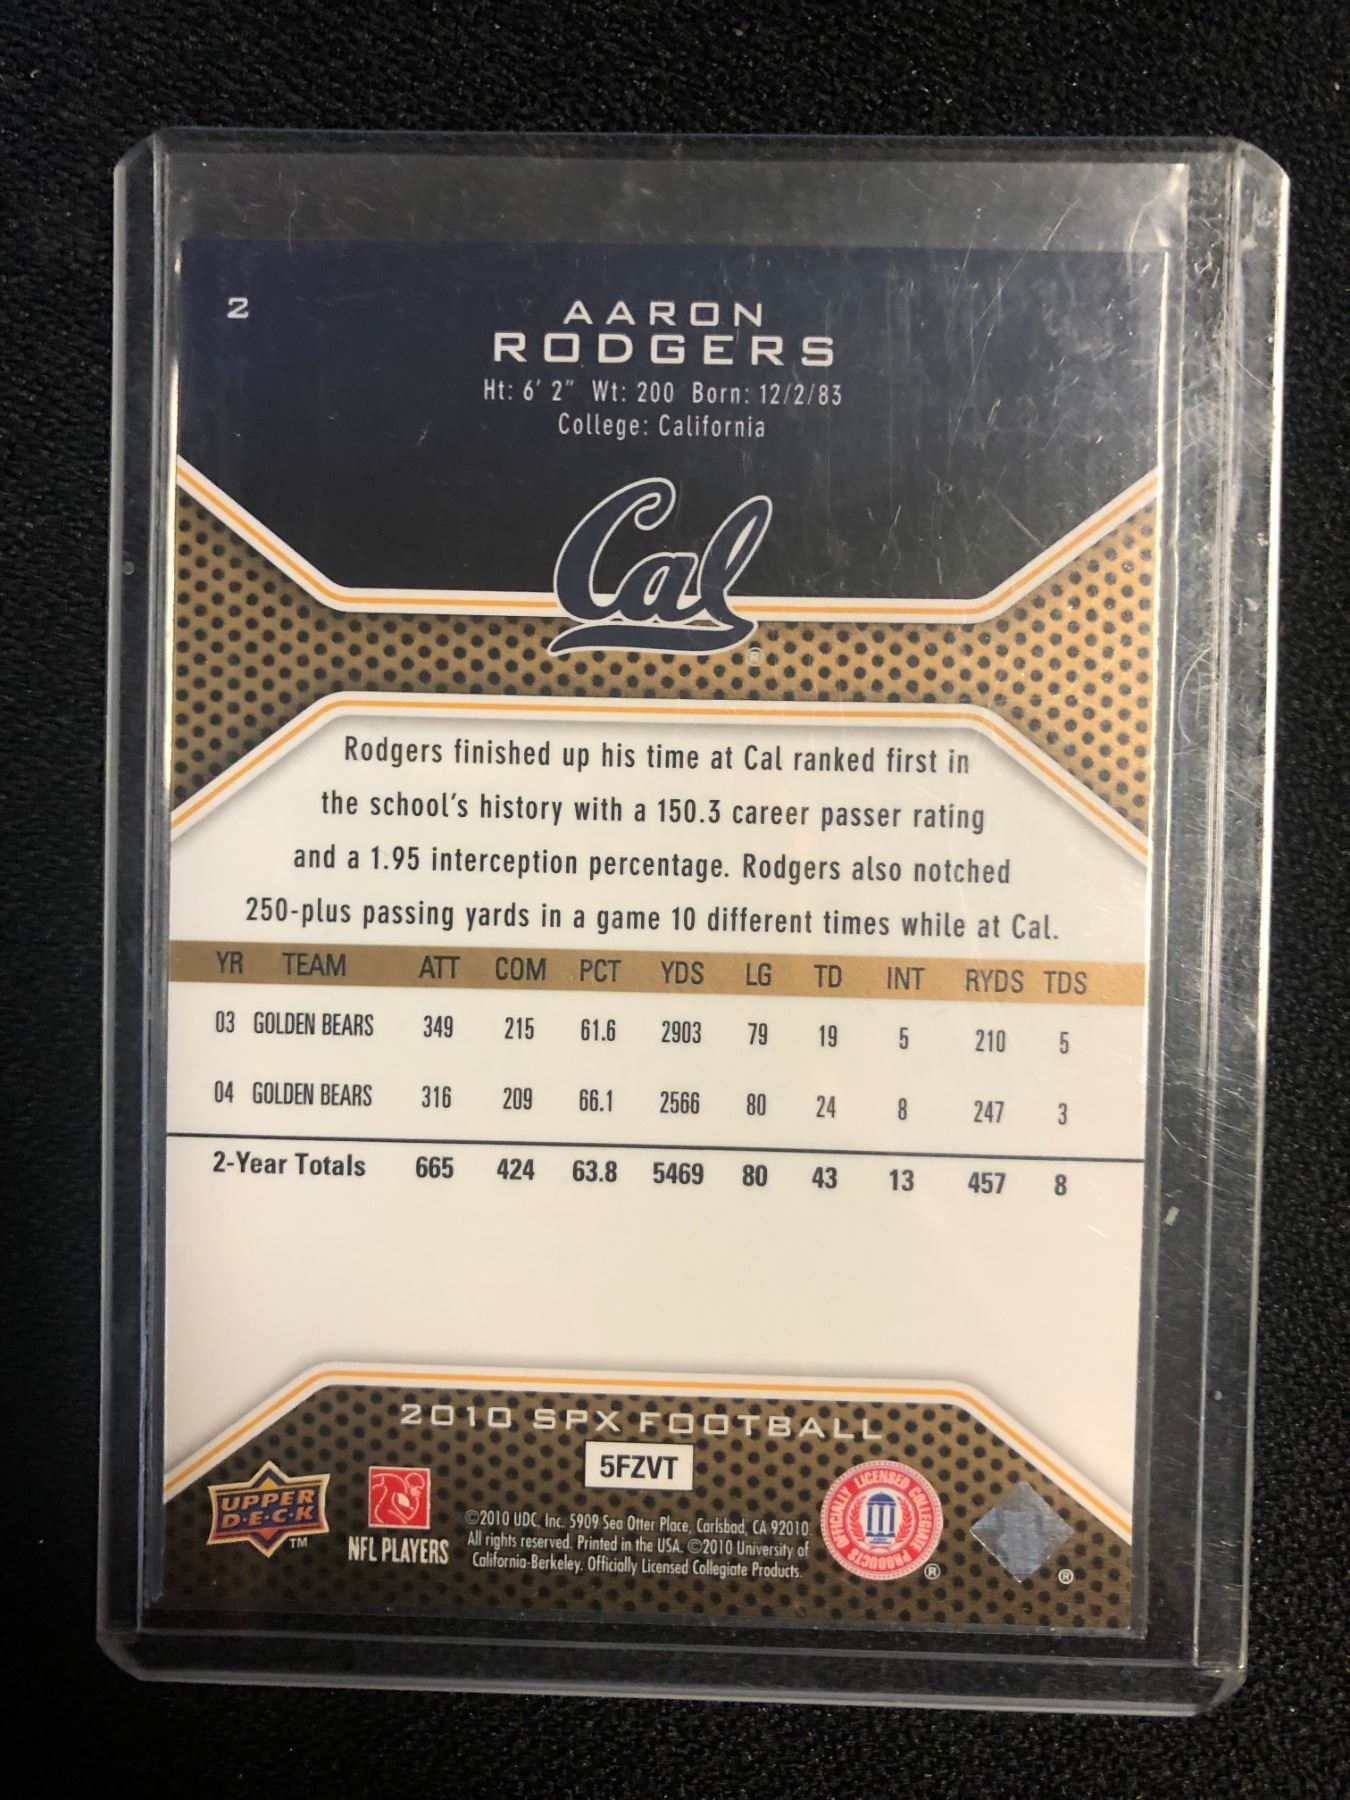 2
AARON
RODGERS
Ht: 6' 2" Wt: 200 Born: 12/2/83
College: California
Cal
®
Rodgers finished up his time at Cal ranked first in
the school's history with a 150.3 career passer rating
and a 1.95 interception percentage. Rodgers also notched
250-plus passing yards in a game 10 different times while at Cal.
YR TEAM ATT COM PCT YDS LG TD INT RYDS TDS
03 GOLDEN BEARS 349 215 61.6 2903 79 19 5 210 5
04 GOLDEN BEARS 316 209 66.1 2566 80 24 8 247 3
2-Year Totals 665 424 63.8 5469 80 43 13 457 8
2010 SPX FOOTBALL
5FZVT
UPPER
D·E·C·K
TM
NFL PLAYERS
©2010 UDC, Inc. 5909 Sea Otter Place, Carlsbad, CA 92010.
All rights reserved. Printed in the USA. ©2010 University of
California-Berkeley. Officially Licensed Collegiate Products.
OFFICIALLY LICENSED COLLEGIATE PRODUCTS
®
®